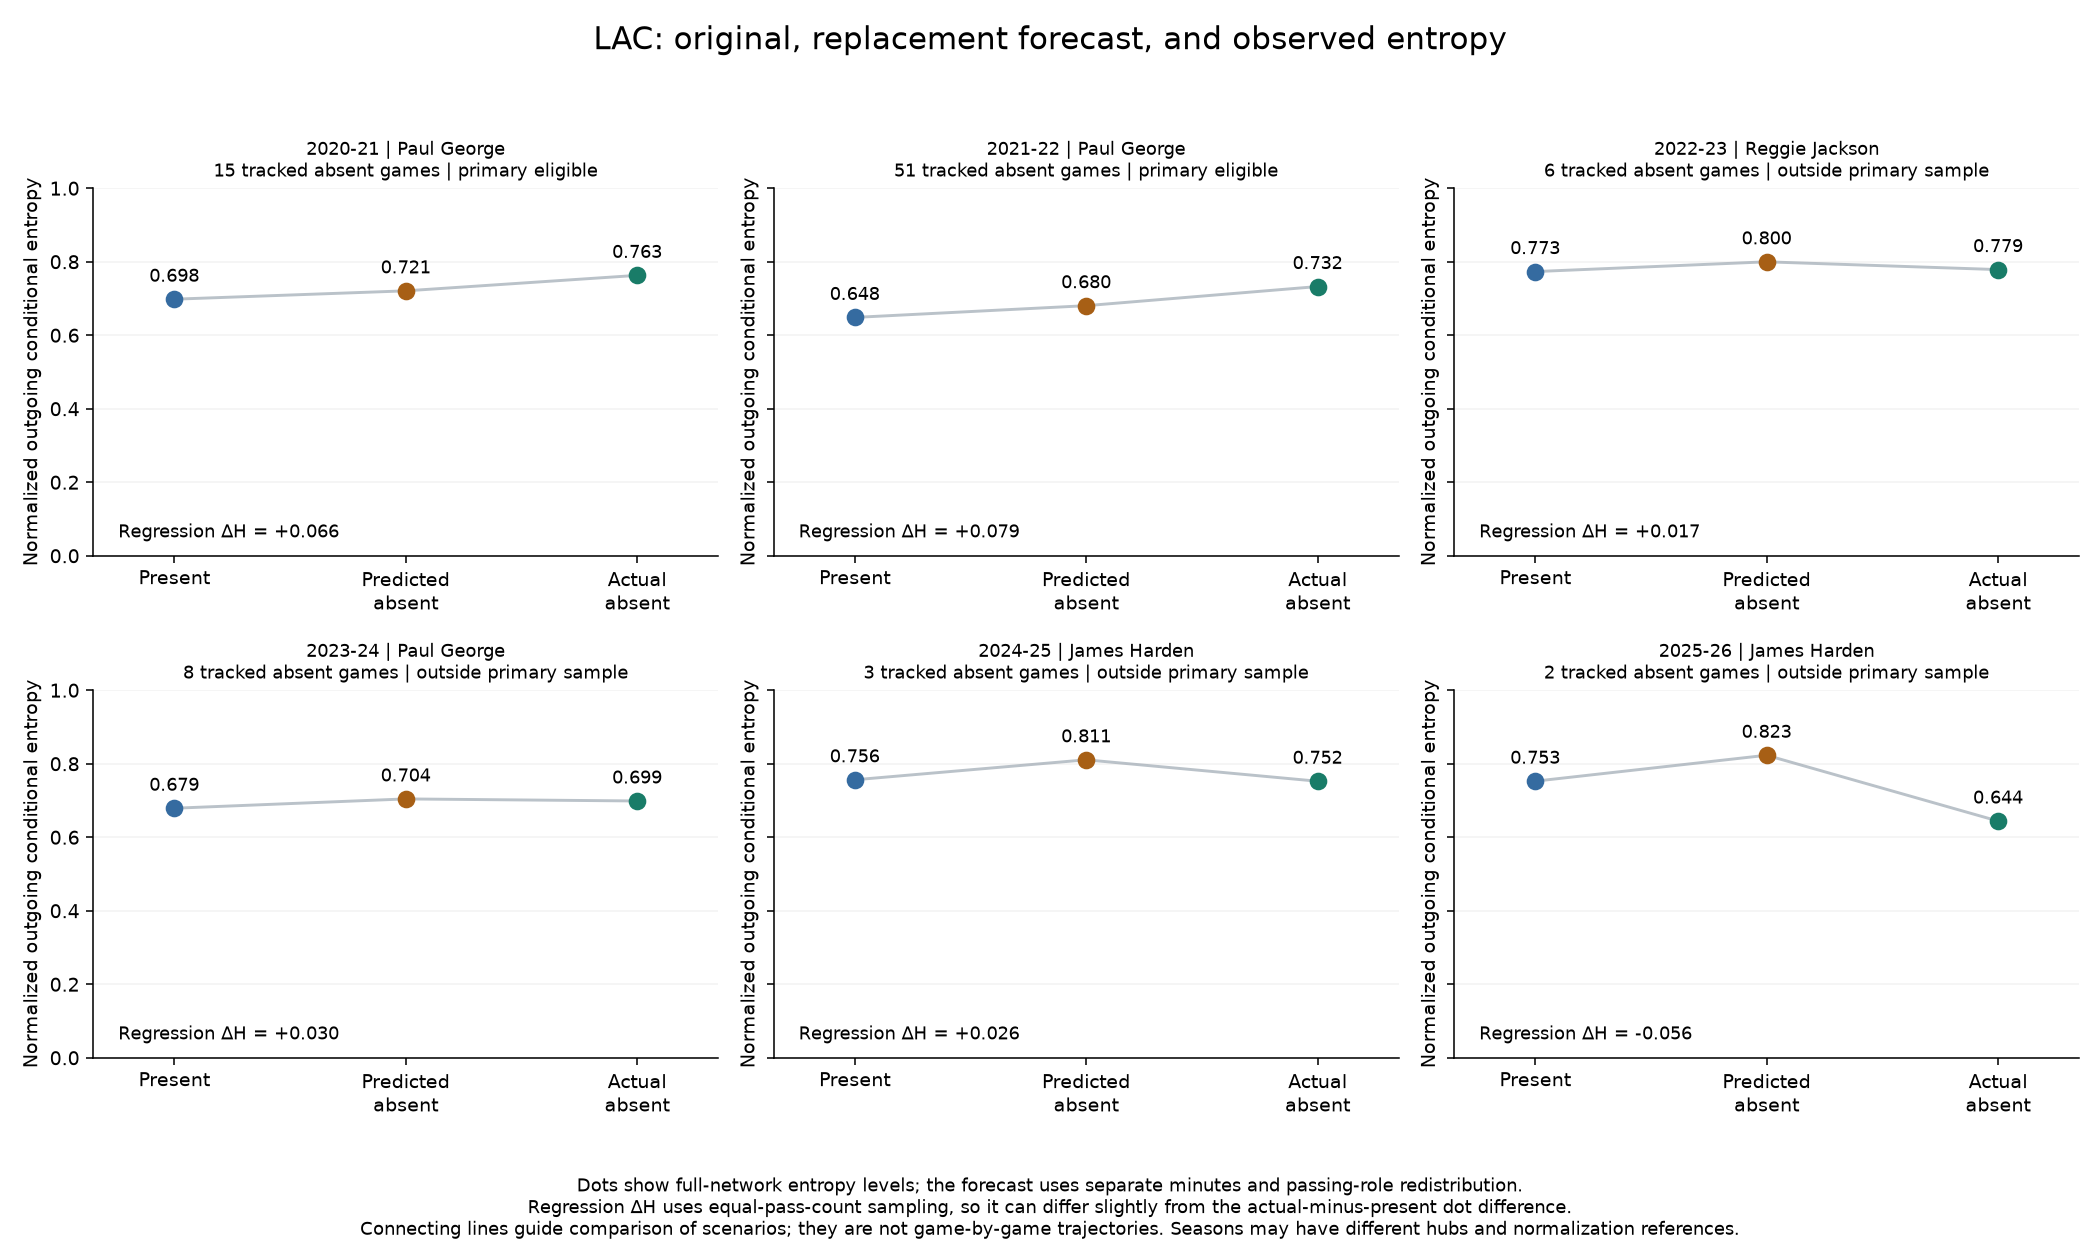 LAC: original, replacement forecast, and observed entropy
2020-21 | Paul George
15 tracked absent games | primary eligible
Normalized outgoing conditional entropy
1.0
0.8
0.6
0.4
0.2
0.0
0.698
0.721
0.763
Regression ΔH = +0.066
Present
Predicted
absent
Actual
absent
2021-22 | Paul George
51 tracked absent games | primary eligible
Normalized outgoing conditional entropy
0.648
0.680
0.732
Regression ΔH = +0.079
Present
Predicted
absent
Actual
absent
2022-23 | Reggie Jackson
6 tracked absent games | outside primary sample
Normalized outgoing conditional entropy
0.773
0.800
0.779
Regression ΔH = +0.017
Present
Predicted
absent
Actual
absent
2023-24 | Paul George
8 tracked absent games | outside primary sample
Normalized outgoing conditional entropy
1.0
0.8
0.6
0.4
0.2
0.0
0.679
0.704
0.699
Regression ΔH = +0.030
Present
Predicted
absent
Actual
absent
2024-25 | James Harden
3 tracked absent games | outside primary sample
Normalized outgoing conditional entropy
0.756
0.811
0.752
Regression ΔH = +0.026
Present
Predicted
absent
Actual
absent
2025-26 | James Harden
2 tracked absent games | outside primary sample
Normalized outgoing conditional entropy
0.753
0.823
0.644
Regression ΔH = -0.056
Present
Predicted
absent
Actual
absent
Dots show full-network entropy levels; the forecast uses separate minutes and passing-role redistribution.
Regression ΔH uses equal-pass-count sampling, so it can differ slightly from the actual-minus-present dot difference.
Connecting lines guide comparison of scenarios; they are not game-by-game trajectories. Seasons may have different hubs and normalization references.